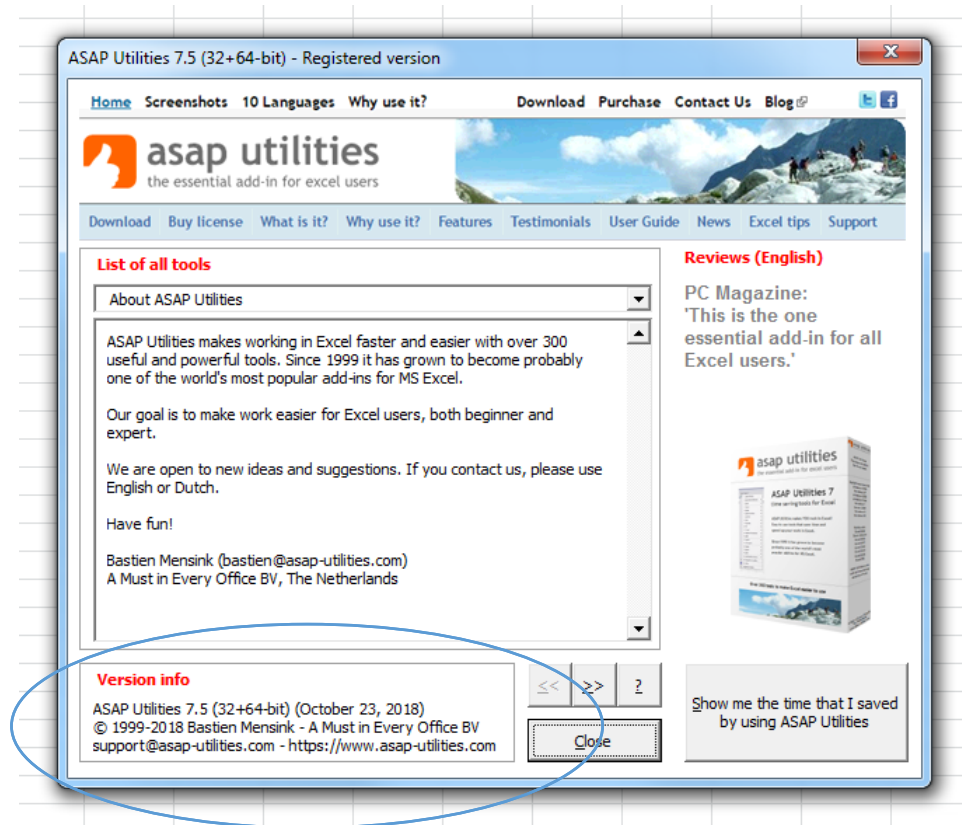 ASAP Utilities 7.5 (32+64-bit) - Registered version
Home Screenshots 10 Languages Why use it? Download Purchase Contact Us Blog
asap utilities
the essential add-in for excel users
Download Buy license What is it? Why use it? Features Testimonials User Guide News Excel tips Support
List of all tools
About ASAP Utilities
ASAP Utilities makes working in Excel faster and easier with over 300
useful and powerful tools. Since 1999 it has grown to become probably
one of the world's most popular add-ins for MS Excel.
Our goal is to make work easier for Excel users, both beginner and
expert.
We are open to new ideas and suggestions. If you contact us, please use
English or Dutch.
Have fun!
Bastien Mensink (bastien@asap-utilities.com)
A Must in Every Office BV, The Netherlands
Reviews (English)
PC Magazine:
'This is the one
essential add-in for all
Excel users.'
asap utilities
ASAP Utilities 7
time saving tools for Excel
Version info
ASAP Utilities 7.5 (32+64-bit) (October 23, 2018)
© 1999-2018 Bastien Mensink - A Must in Every Office BV
support@asap-utilities.com - https://www.asap-utilities.com
<< >> ?
Close
Show me the time that I saved
by using ASAP Utilities